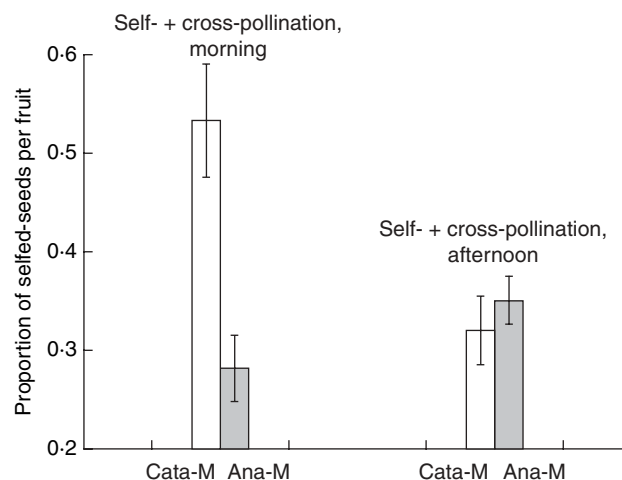 Self- + cross-pollination,
morning
Proportion of selfed-seeds per fruit
0·6
0·5
0·4
0·3
0·2
Self- + cross-pollination,
afternoon
Cata-M Ana-M
Cata-M Ana-M